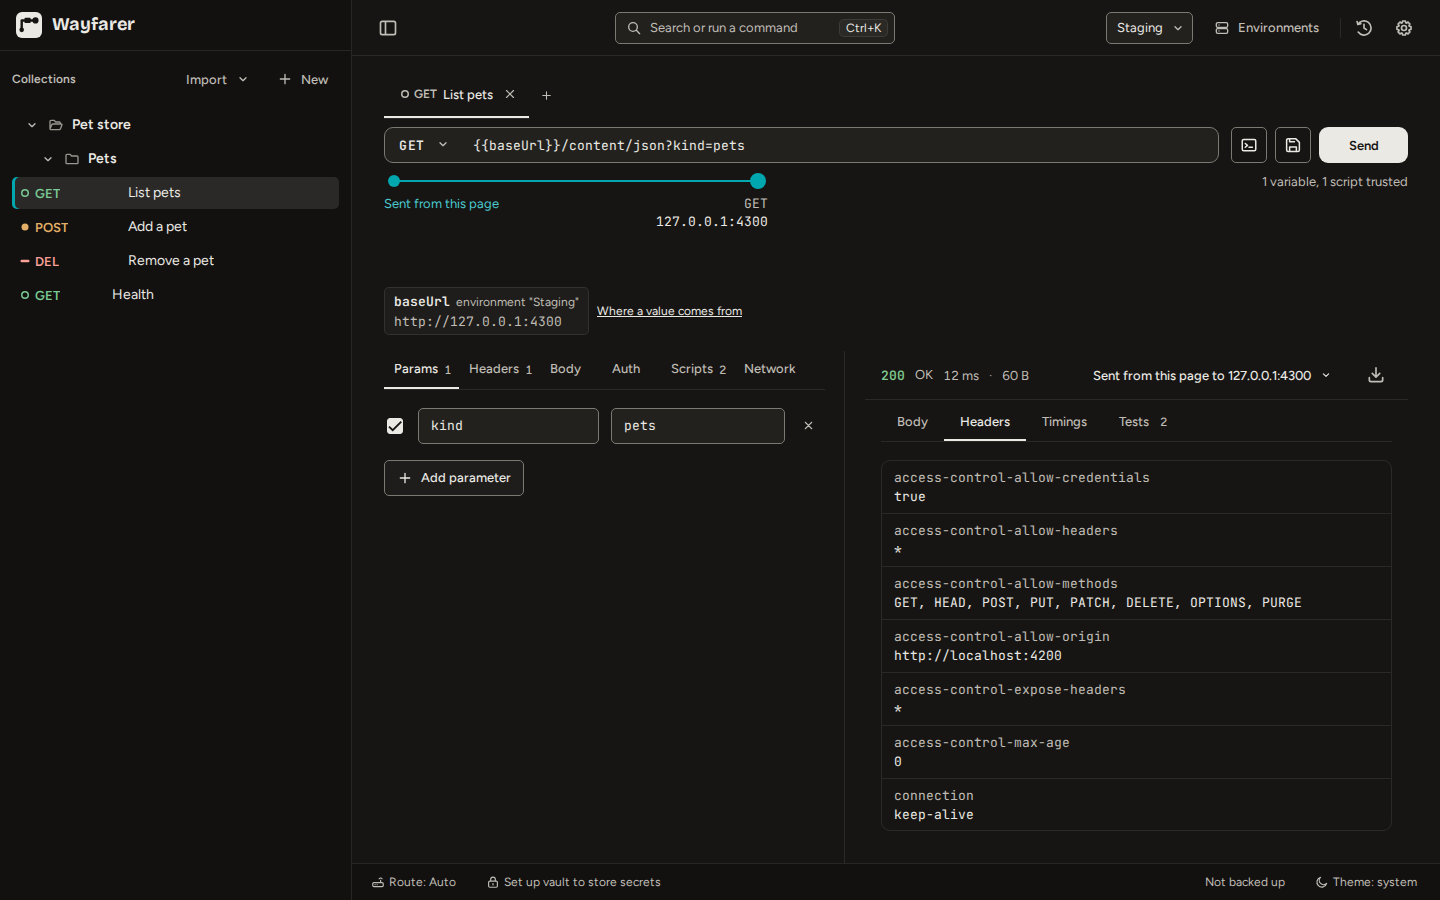 Wayfarer
Search or run a command Ctrl+K
Staging
Environments
Collections Import New
GET List pets
Pet store
Pets
GET List pets
POST Add a pet
DEL Remove a pet
GET Health
GET {{baseUrl}}/content/json?kind=pets
Send
1 variable, 1 script trusted
Sent from this page
GET
127.0.0.1:4300
baseUrl environment "Staging"
http://127.0.0.1:4300
Where a value comes from
Params 1 Headers 1 Body Auth Scripts 2 Network
kind pets
Add parameter
200 OK 12 ms · 60 B
Sent from this page to 127.0.0.1:4300
Body Headers Timings Tests 2
access-control-allow-credentials
true
access-control-allow-headers
*
access-control-allow-methods
GET, HEAD, POST, PUT, PATCH, DELETE, OPTIONS, PURGE
access-control-allow-origin
http://localhost:4200
access-control-expose-headers
*
access-control-max-age
0
connection
keep-alive
Route: Auto
Set up vault to store secrets
Not backed up
Theme: system